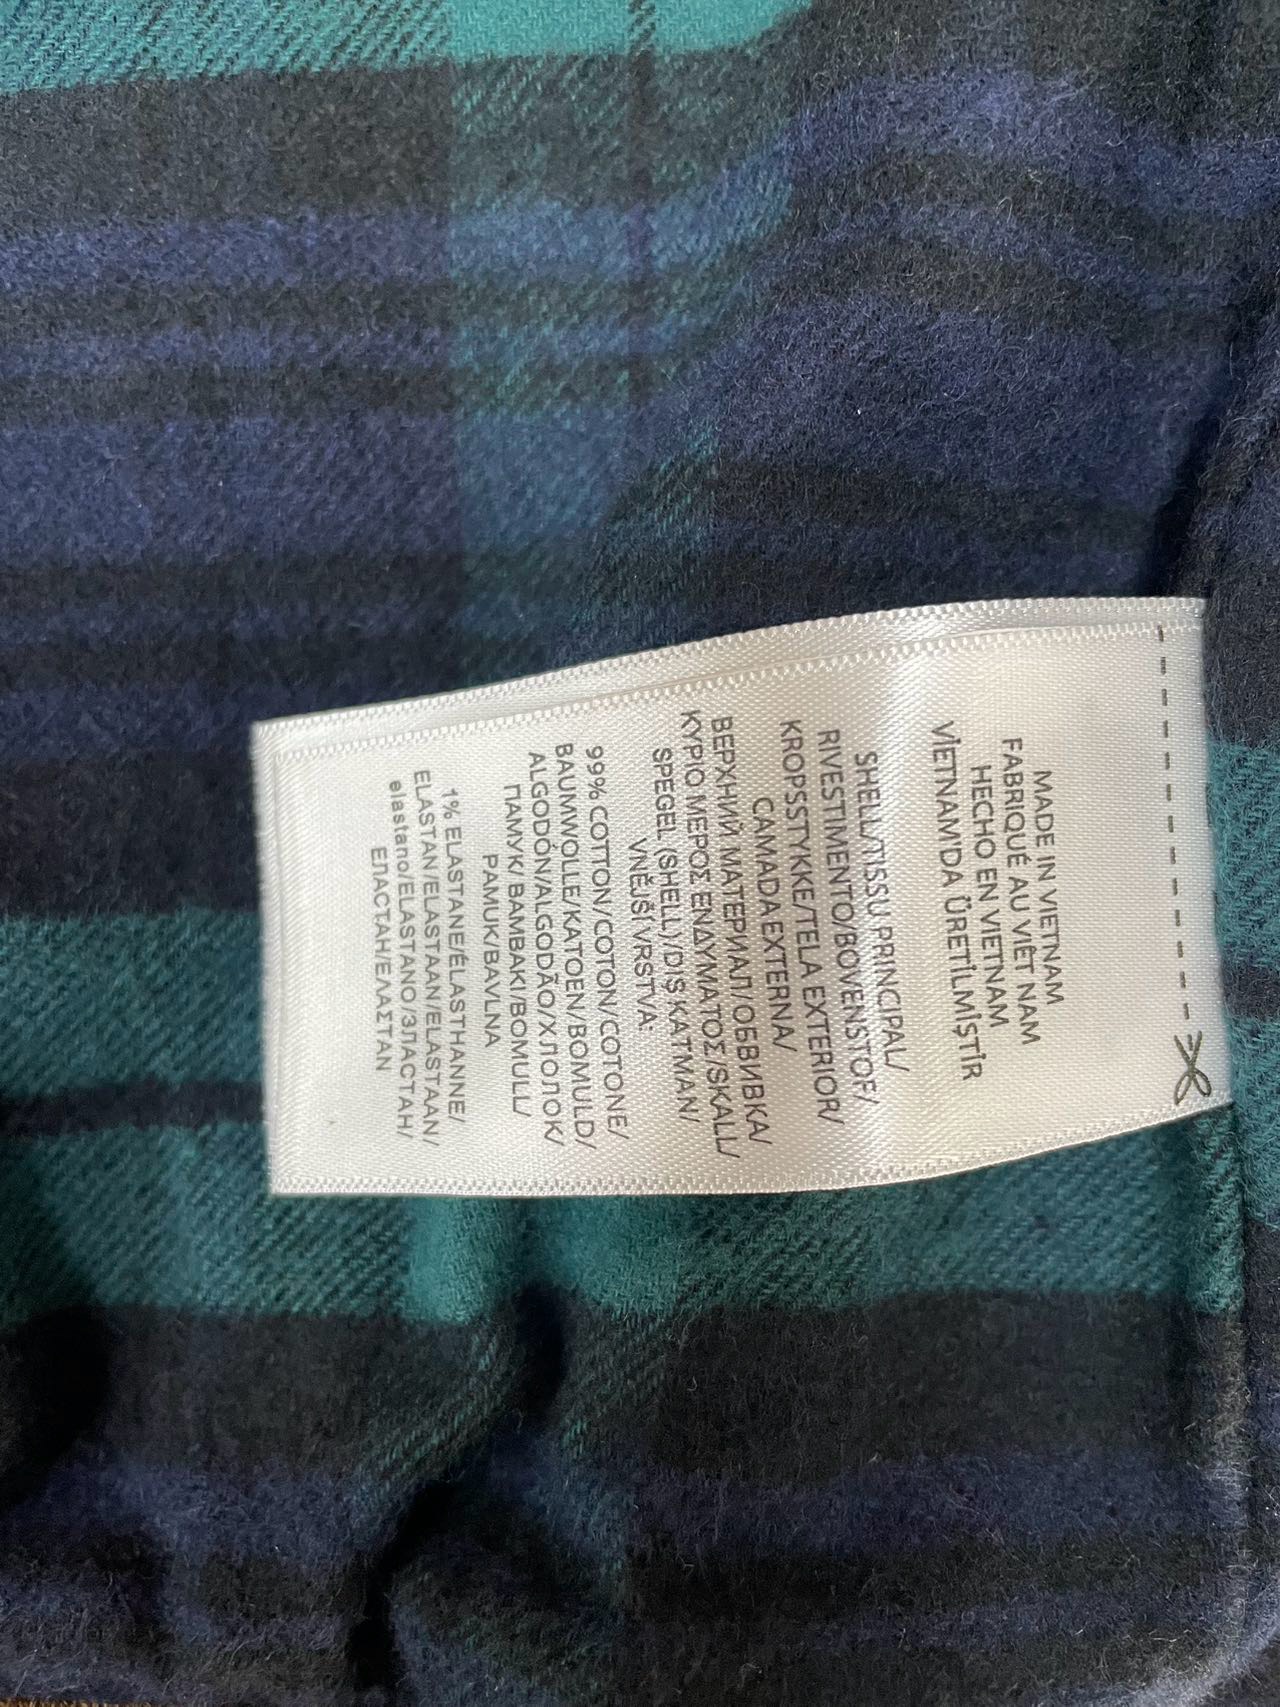 MADE IN VIETNAM
FABRIQUÉ AU VIÊT NAM
HECHO EN VIETNAM
VİETNAM'DA ÜRETİLMİŞTİR
SHELL/TISSU PRINCIPAL/
RIVESTIMENTO/BOVENSTOF/
KROPSSTYKKE/TELA EXTERIOR/
CAMADA EXTERNA/
ВЕРХНИЙ МАТЕРИАЛ/ОБВИВКА/
ΚΥΡΙΟ ΜΕΡΟΣ ΕΝΔΥΜΑΤΟΣ/SKALL/
SPEGEL (SHELL)/DIŞ KATMAN/
VNĚJŠÍ VRSTVA:
99% COTTON/COTON/COTONE/
BAUMWOLLE/KATOEN/BOMULD/
ALGODÓN/ALGODÃO/ХЛОПОК/
ПАМУК/ BAMBAKI/BOMULL/
PAMUK/BAVLNA
1% ELASTANE/ÉLASTHANNE/
ELASTAN/ELASTAAN/ELASTAAN/
elastano/ELASTANO/ЭЛАСТАН/
ЕЛАСТАН/ΕΛΑΣΤΑΝ